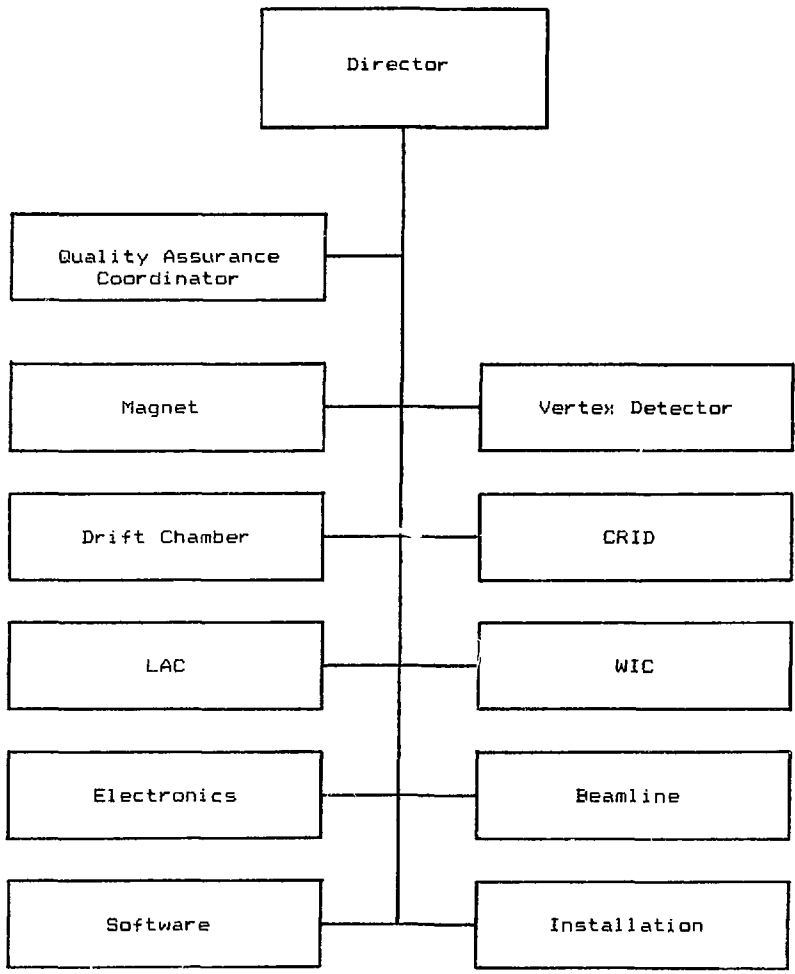 Director
Quality Assurance
Coordinator
Magnet
Vertex Detector
Drift Chamber
CRID
LAC
WIC
Electronics
Beamline
Software
Installation